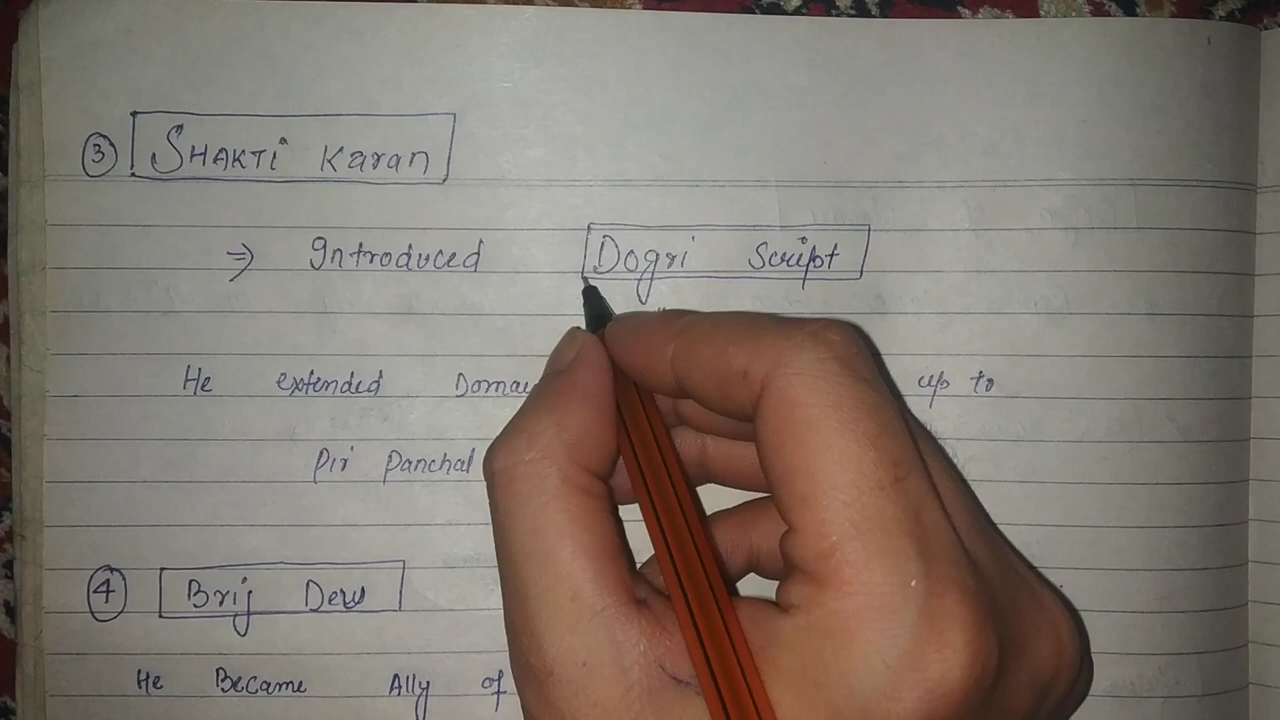 ③ SHAKTi Karan
⇒ Introduced Dogri Script
He extended up to
Pir Panchal
④ Brij Dew
He Became Ally of